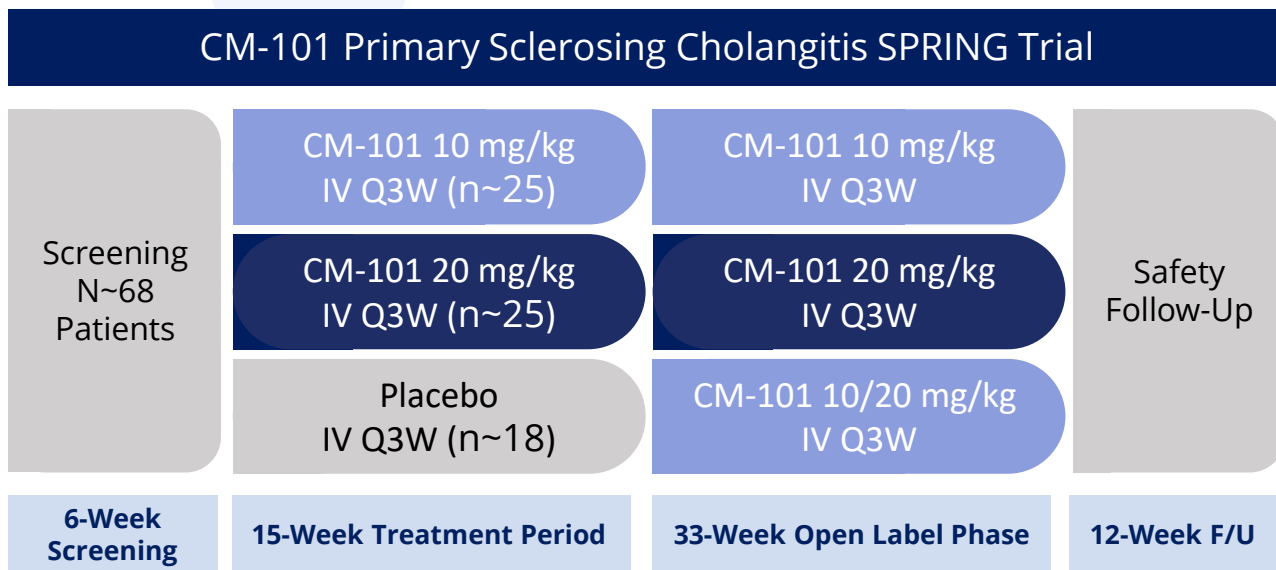 CM-101 Primary Sclerosing Cholangitis SPRING Trial
Screening
N~68
Patients
CM-101 10 mg/kg
IV Q3W (n~25)
CM-101 20 mg/kg
IV Q3W (n~25)
Placebo
IV Q3W (n~18)
CM-101 10 mg/kg
IV Q3W
CM-101 20 mg/kg
IV Q3W
CM-101 10/20 mg/kg
IV Q3W
Safety
Follow-Up
6-Week
Screening
15-Week Treatment Period
33-Week Open Label Phase
12-Week F/U